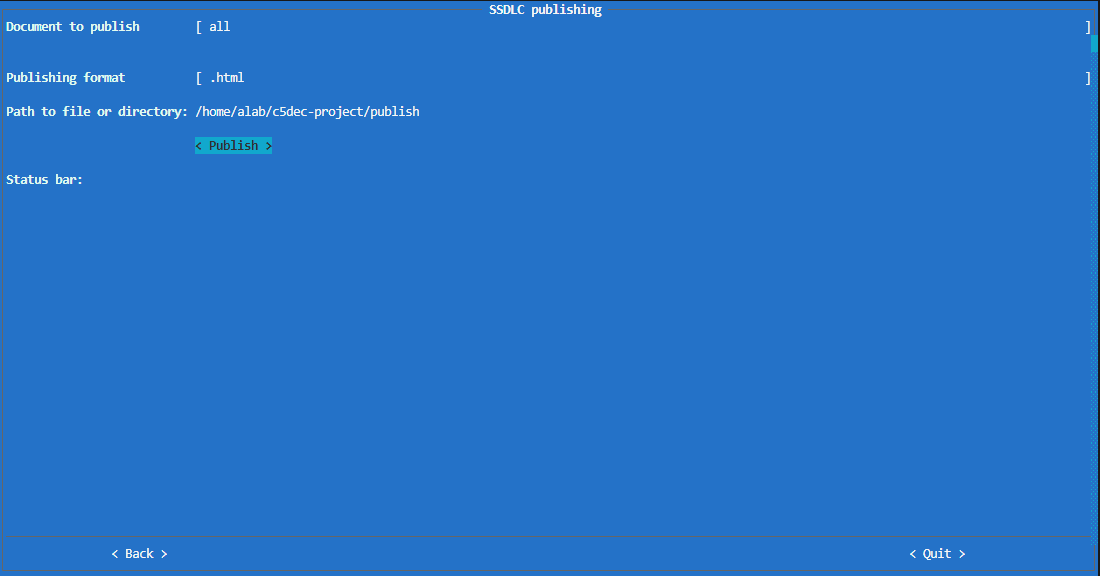 SSDLC publishing
Document to publish [ all ]
Publishing format [ .html ]
Path to file or directory: /home/alab/c5dec-project/publish
< Publish >
Status bar:
< Back > < Quit >